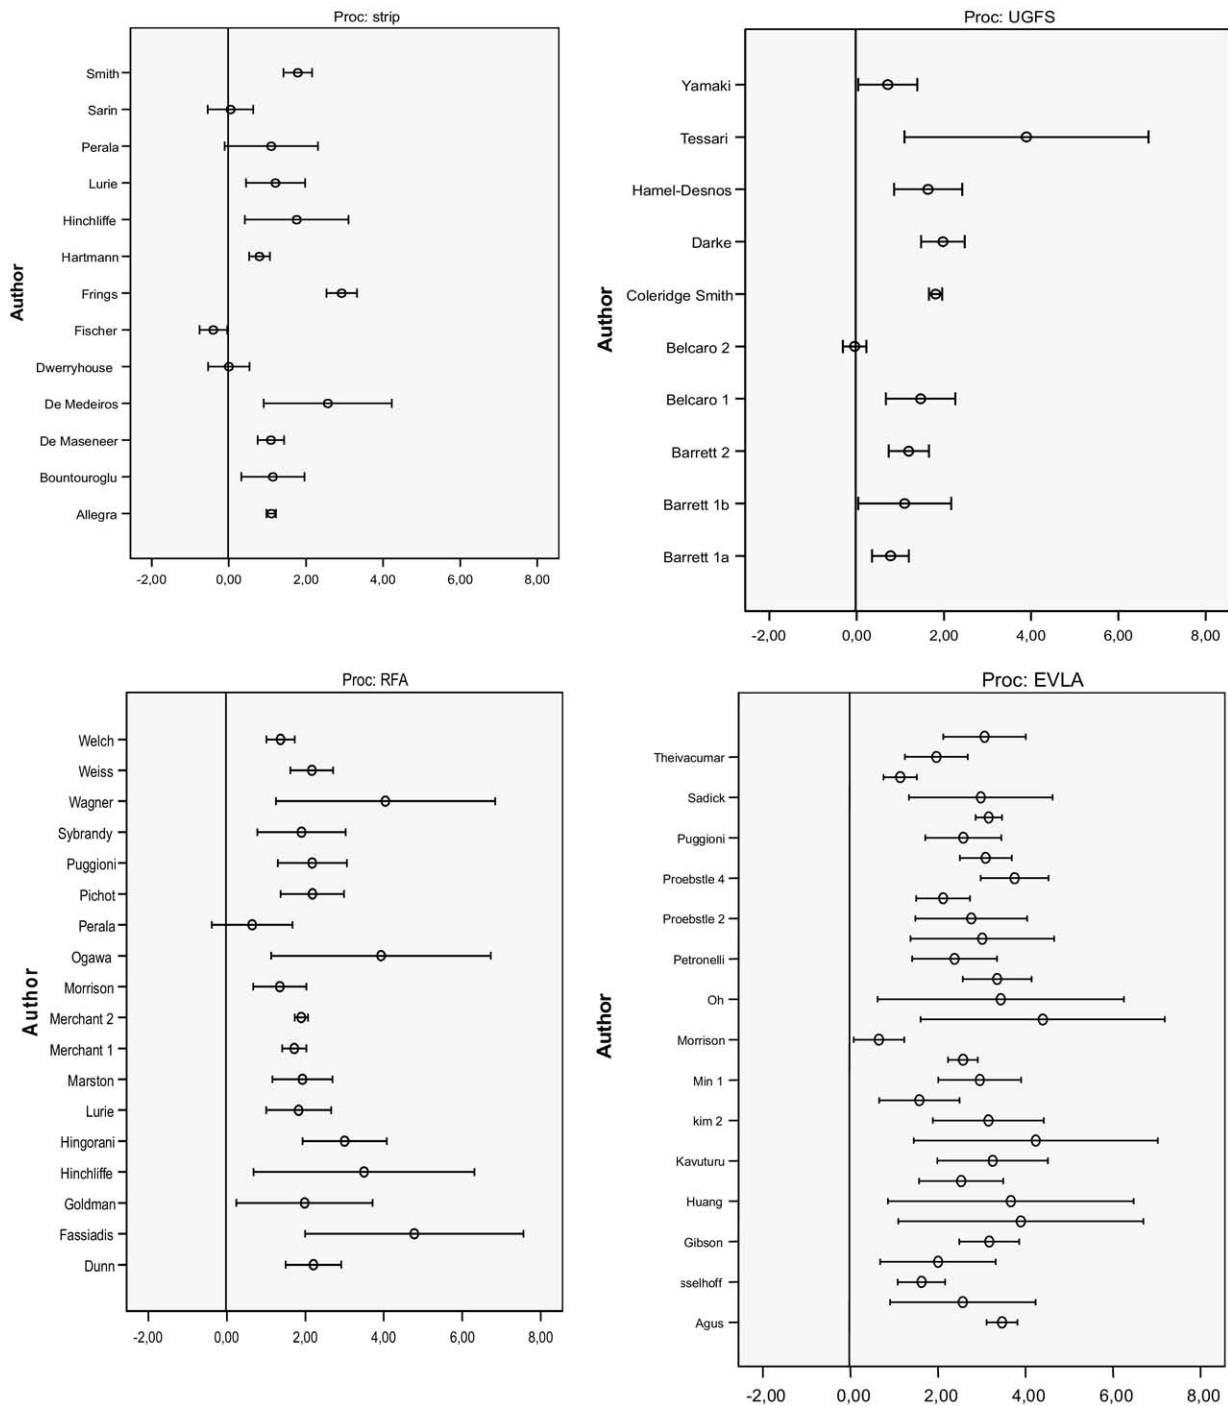 Proc: strip
Author
Smith
Sarin
Perala
Lurie
Hinchliffe
Hartmann
Frings
Fischer
Dwerryhouse
De Medeiros
De Maseneer
Bountouroglu
Allegra
-2,00 0,00 2,00 4,00 6,00 8,00
Proc: UGFS
Author
Yamaki
Tessari
Hamel-Desnos
Darke
Coleridge Smith
Belcaro 2
Belcaro 1
Barrett 2
Barrett 1b
Barrett 1a
-2,00 0,00 2,00 4,00 6,00 8,00
Proc: RFA
Author
Welch
Weiss
Wagner
Sybrandy
Puggioni
Pichot
Perala
Ogawa
Morrison
Merchant 2
Merchant 1
Marston
Lurie
Hingorani
Hinchliffe
Goldman
Fassiadis
Dunn
-2,00 0,00 2,00 4,00 6,00 8,00
Proc: EVLA
Author
Theivacumar
Sadick
Puggioni
Proebstle 4
Proebstle 2
Petronelli
Oh
Morrison
Min 1
kim 2
Kavuturu
Huang
Gibson
sselhoff
Agus
-2,00 0,00 2,00 4,00 6,00 8,00